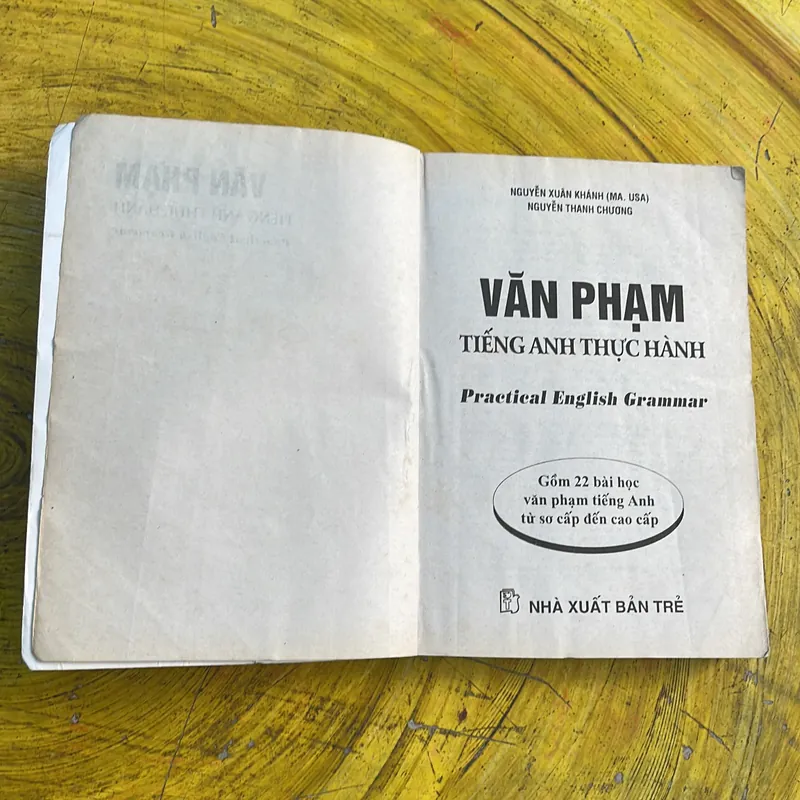 NGUYỄN XUÂN KHÁNH (MA. USA)
NGUYỄN THANH CHƯƠNG
VĂN PHẠM
TIẾNG ANH THỰC HÀNH
Practical English Grammar
Gồm 22 bài học
văn phạm tiếng Anh
từ sơ cấp đến cao cấp
NHÀ XUẤT BẢN TRẺ